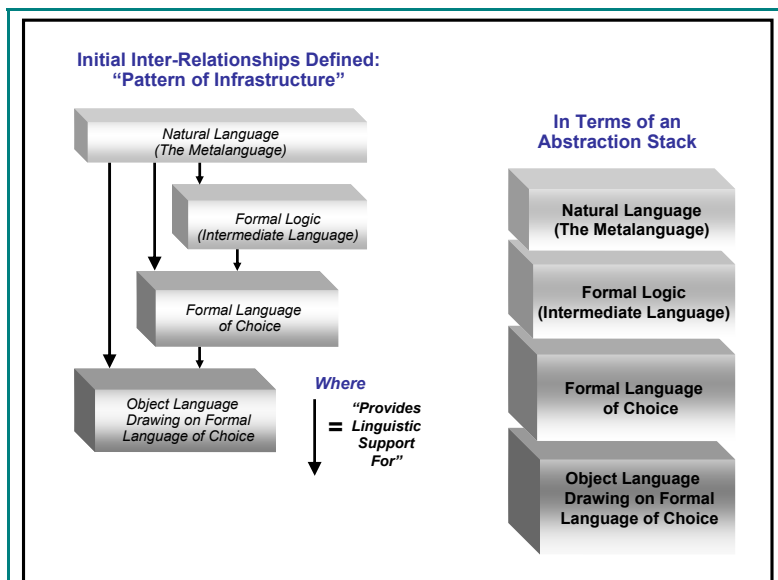 Initial Inter-Relationships Defined:
“Pattern of Infrastructure”
Natural Language
(The Metalanguage)
Formal Logic
(Intermediate Language)
Formal Language
of Choice
Object Language
Drawing on Formal
Language of Choice
Where
=
“Provides
Linguistic
Support
For”
In Terms of an
Abstraction Stack
Natural Language
(The Metalanguage)
Formal Logic
(Intermediate Language)
Formal Language
of Choice
Object Language
Drawing on Formal
Language of Choice